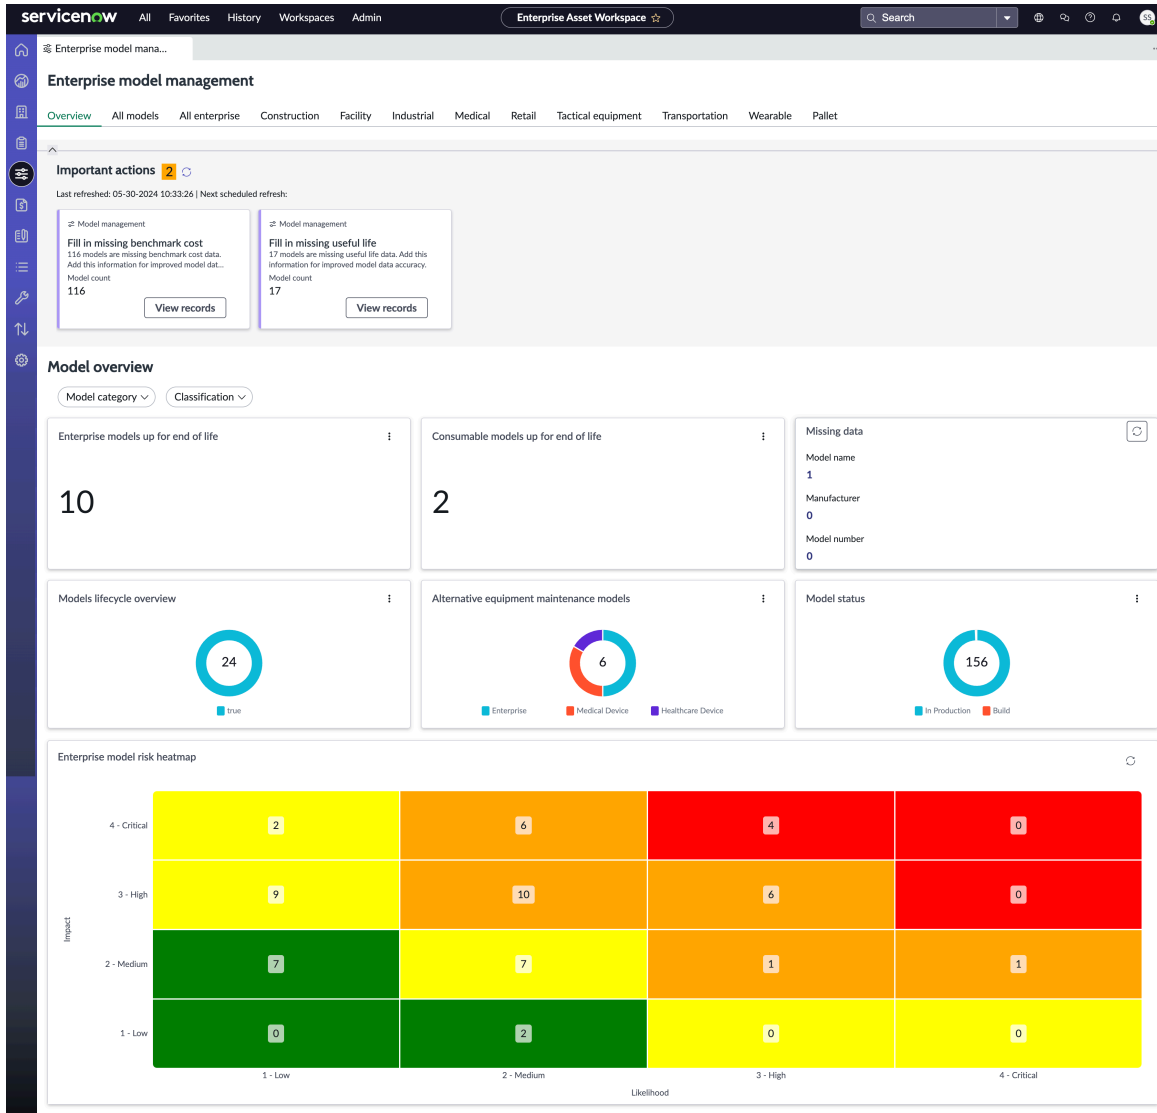 servicenow All Favorites History Workspaces Admin Enterprise Asset Workspace Search SS
Enterprise model mana...
Enterprise model management
Overview All models All enterprise Construction Facility Industrial Medical Retail Tactical equipment Transportation Wearable Pallet
Important actions 2
Last refreshed: 05-30-2024 10:33:26 | Next scheduled refresh:
Model management
Fill in missing benchmark cost
116 models are missing benchmark cost data.
Add this information for improved model dat...
Model count
116
View records
Model management
Fill in missing useful life
17 models are missing useful life data. Add this
information for improved model data accuracy.
Model count
17
View records
Model overview
Model category Classification
Enterprise models up for end of life
10
Consumable models up for end of life
2
Missing data
Model name
1
Manufacturer
0
Model number
0
Models lifecycle overview
24
true
Alternative equipment maintenance models
6
Enterprise Medical Device Healthcare Device
Model status
156
In Production Build
Enterprise model risk heatmap
Impact
4 - Critical 2 6 4 0
3 - High 9 10 6 0
2 - Medium 7 7 1 1
1 - Low 0 2 0 0
1 - Low 2 - Medium 3 - High 4 - Critical
Likelihood